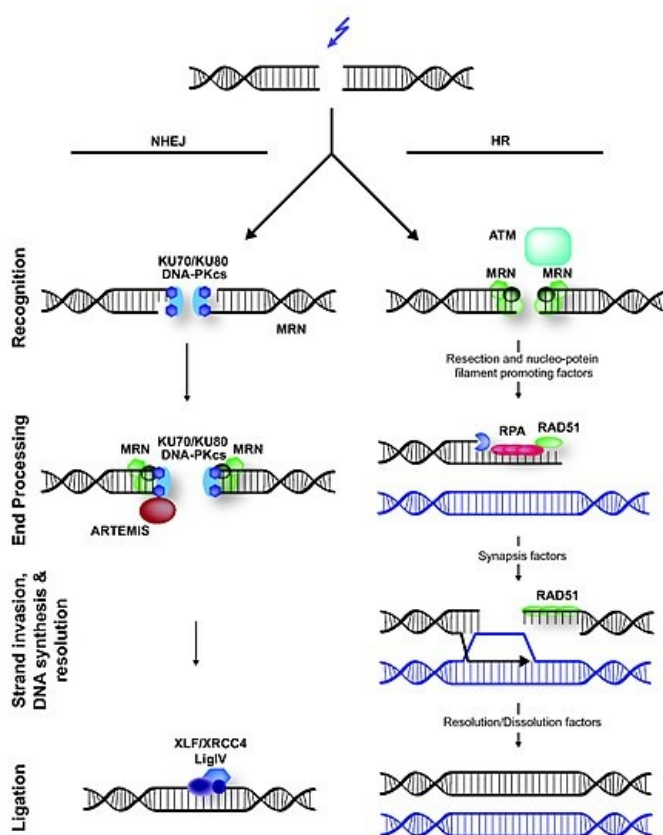 NHEJ
HR
Recognition
KU70/KU80
DNA-PKcs
MRN
ATM
MRN MRN
Resection and nucleo-potein
filament promoting factors
End Processing
MRN KU70/KU80 MRN
DNA-PKcs
ARTEMIS
RPA RAD51
Synapsis factors
Strand invasion,
DNA synthesis &
resolution
RAD51
Resolution/Dissolution factors
Ligation
XLF/XRCC4
LigIV